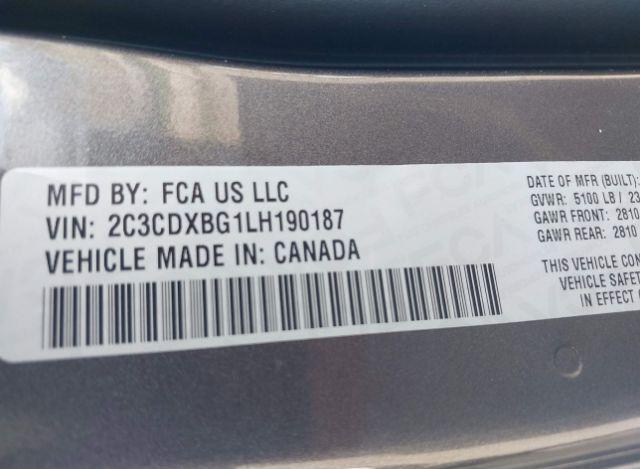 MFD BY: FCA US LLC
VIN: 2C3CDXBG1LH190187
VEHICLE MADE IN: CANADA
DATE OF MFR (BUILT):
GVWR: 5100 LB / 23
GAWR FRONT: 2810
GAWR REAR: 2810
THIS VEHICLE CON
VEHICLE SAFET
IN EFFECT